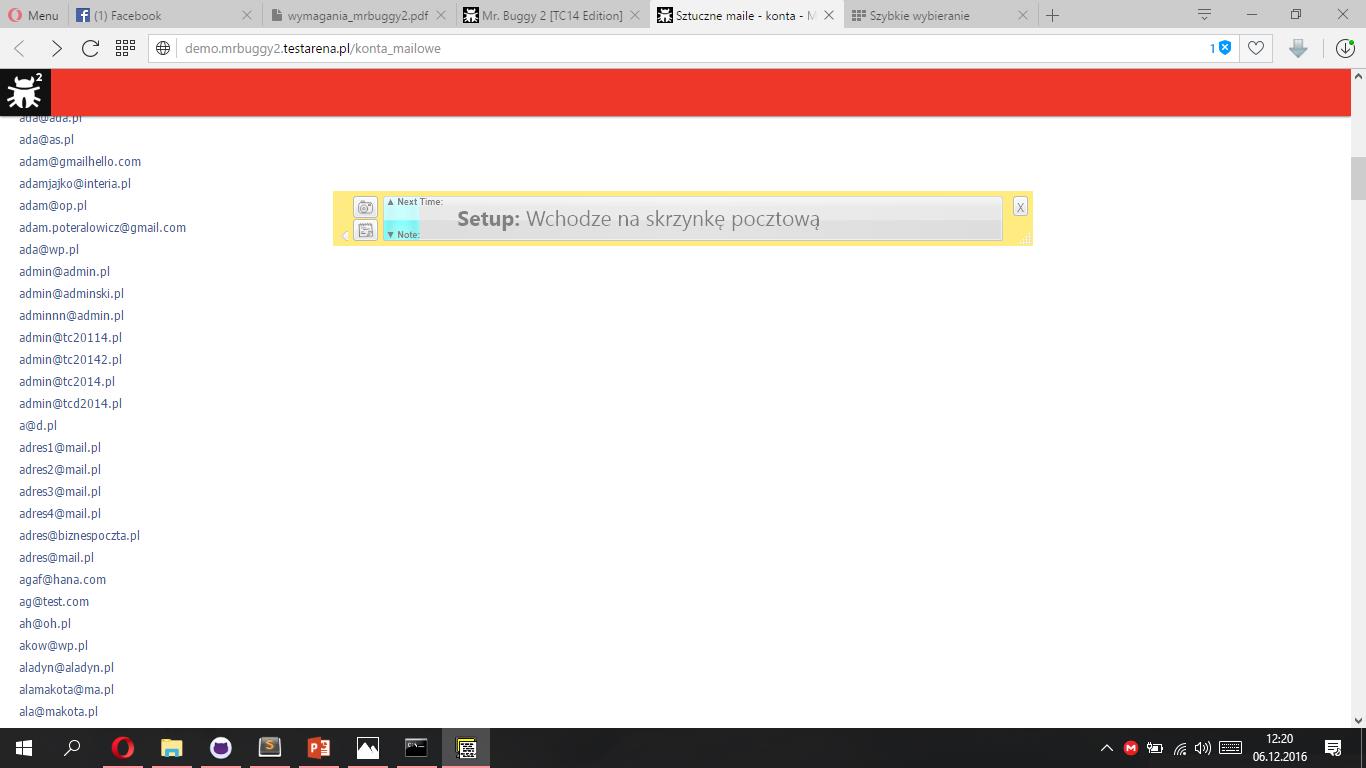 Menu
(1) Facebook
wymagania_mrbuggy2.pdf
Mr. Buggy 2 [TC14 Edition]
Sztuczne maile - konta - M
Szybkie wybieranie
demo.mrbuggy2.testarena.pl/konta_mailowe
1
2
ada@ada.pl
ada@as.pl
adam@gmailhello.com
adamjajko@interia.pl
adam@op.pl
adam.poteralowicz@gmail.com
ada@wp.pl
admin@admin.pl
admin@adminski.pl
adminnn@admin.pl
admin@tc20114.pl
admin@tc20142.pl
admin@tc2014.pl
admin@tcd2014.pl
a@d.pl
adres1@mail.pl
adres2@mail.pl
adres3@mail.pl
adres4@mail.pl
adres@biznespoczta.pl
adres@mail.pl
agaf@hana.com
ag@test.com
ah@oh.pl
akow@wp.pl
aladyn@aladyn.pl
alamakota@ma.pl
ala@makota.pl
▲ Next Time:
Setup: Wchodze na skrzynkę pocztową
▼ Note:
X
12:20
06.12.2016